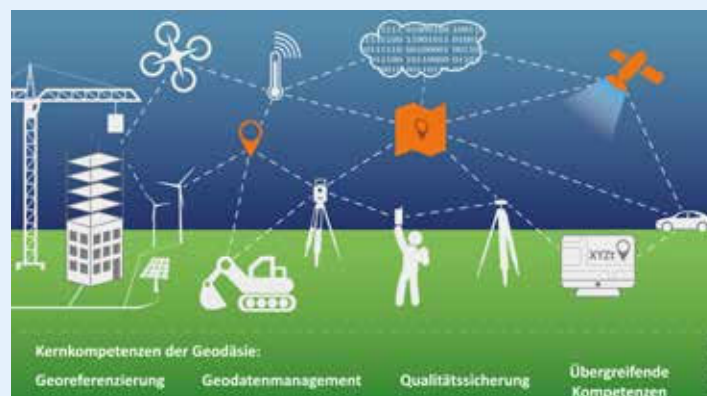 XYZt
Kernkompetenzen der Geodäsie:
Georeferenzierung Geodatenmanagement Qualitätssicherung Übergreifende
Kompetenzen